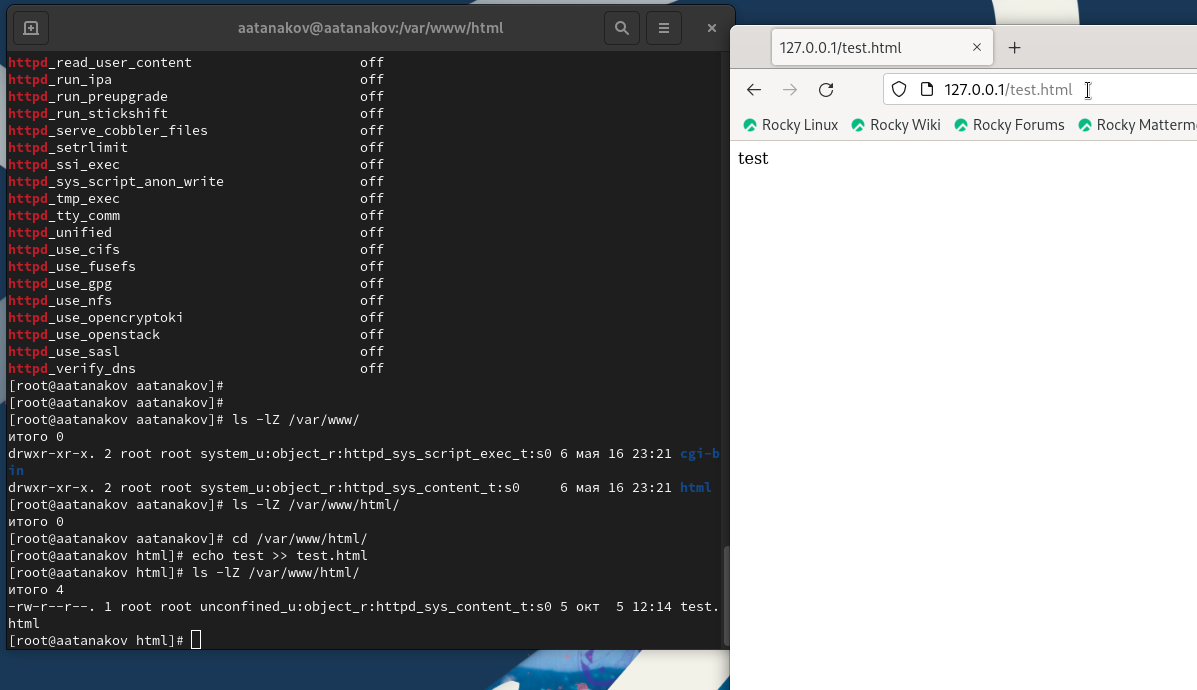 aatanakov@aatanakov:/var/www/html
httpd_read_user_content                     off
httpd_run_ipa                               off
httpd_run_preupgrade                        off
httpd_run_stickshift                        off
httpd_serve_cobbler_files                   off
httpd_setrlimit                             off
httpd_ssi_exec                              off
httpd_sys_script_anon_write                 off
httpd_tmp_exec                              off
httpd_tty_comm                              off
httpd_unified                               off
httpd_use_cifs                              off
httpd_use_fusefs                            off
httpd_use_gpg                               off
httpd_use_nfs                               off
httpd_use_opencryptoki                      off
httpd_use_openstack                         off
httpd_use_sasl                              off
httpd_verify_dns                            off
[root@aatanakov aatanakov]#
[root@aatanakov aatanakov]#
[root@aatanakov aatanakov]# ls -lZ /var/www/
итого 0
drwxr-xr-x. 2 root root system_u:object_r:httpd_sys_script_exec_t:s0 6 мая 16 23:21 cgi-b
in
drwxr-xr-x. 2 root root system_u:object_r:httpd_sys_content_t:s0     6 мая 16 23:21 html
[root@aatanakov aatanakov]# ls -lZ /var/www/html/
итого 0
[root@aatanakov aatanakov]# cd /var/www/html/
[root@aatanakov html]# echo test >> test.html
[root@aatanakov html]# ls -lZ /var/www/html/
итого 4
-rw-r--r--. 1 root root unconfined_u:object_r:httpd_sys_content_t:s0 5 окт  5 12:14 test.
html
[root@aatanakov html]#
127.0.0.1/test.html
127.0.0.1/test.html
Rocky Linux Rocky Wiki Rocky Forums Rocky Matterm
test